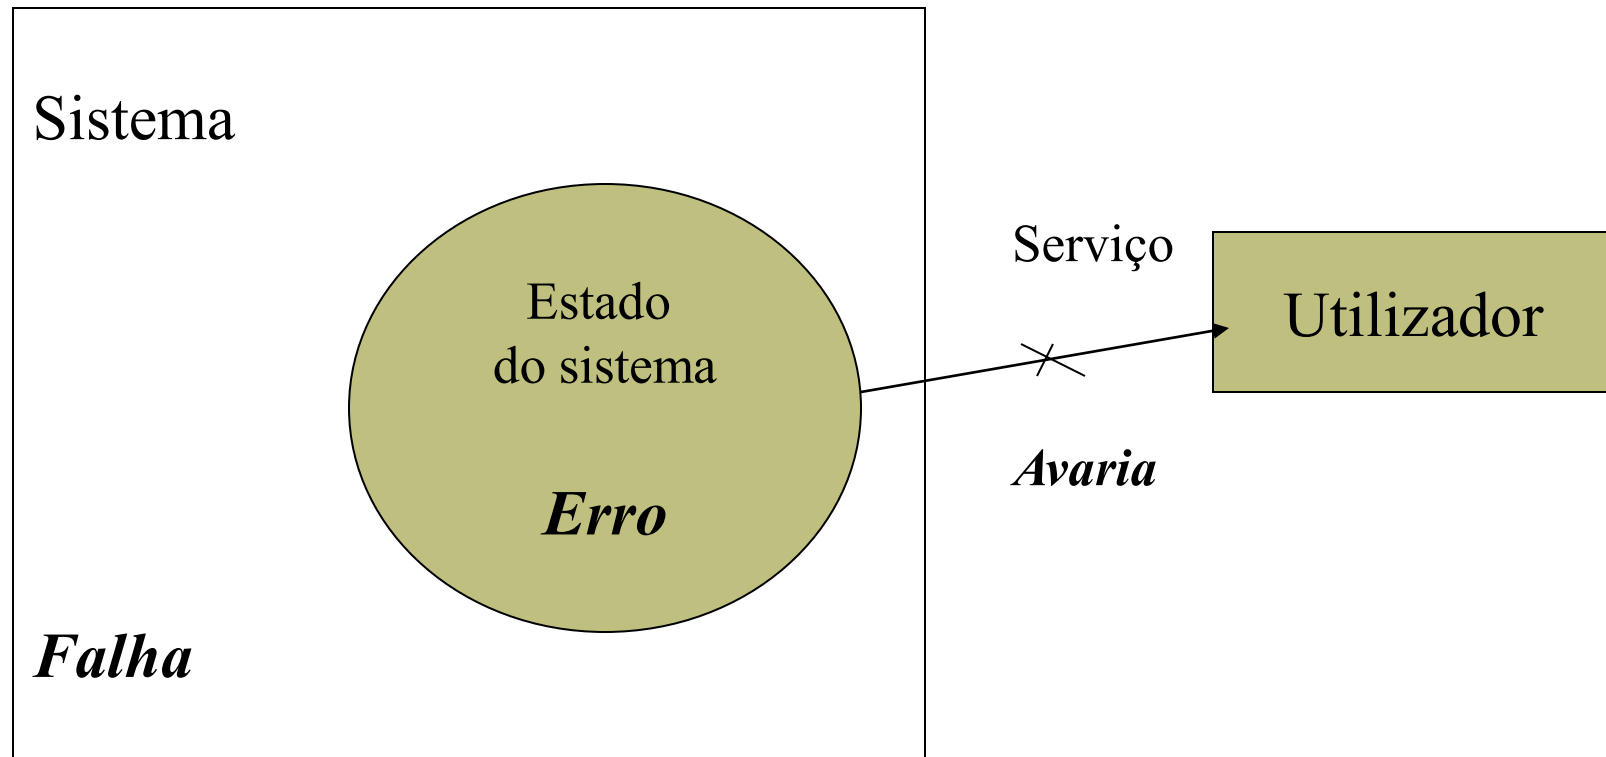 Sistema
Estado
do sistema
Erro
Falha
Serviço
Avaria
Utilizador